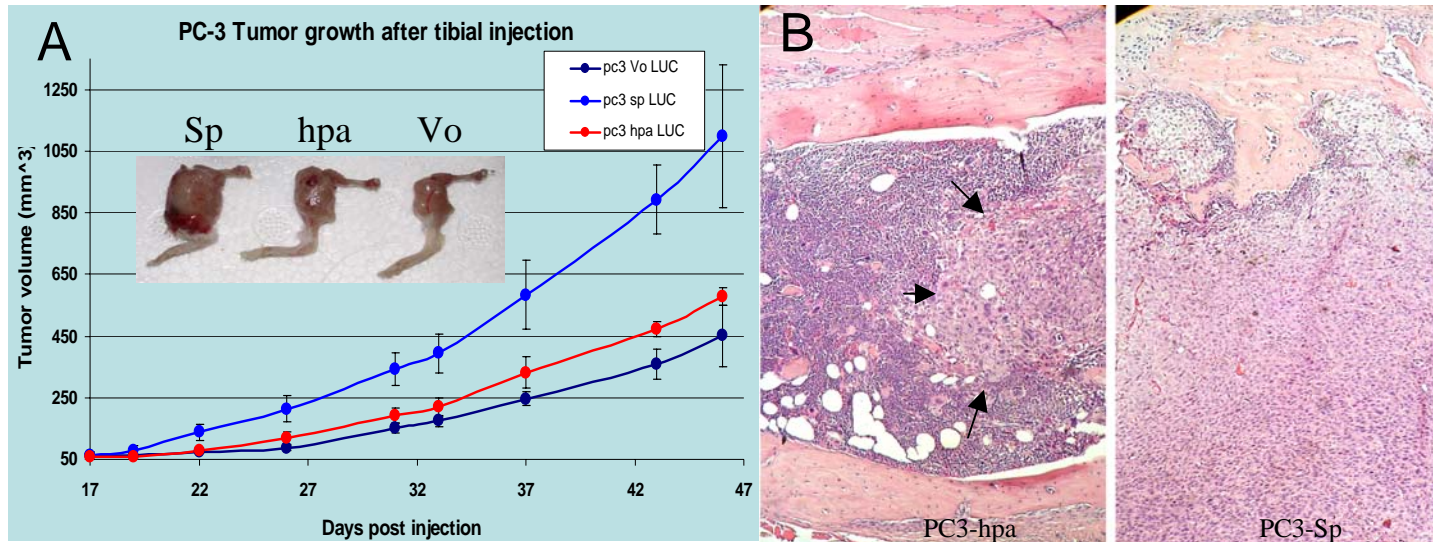 A
PC-3 Tumor growth after tibial injection
pc3 Vo LUC
pc3 sp LUC
pc3 hpa LUC
Sp hpa Vo
Tumor volume (mm^3)
1250
1050
850
650
450
250
50
17 22 27 32 37 42 47
Days post injection
B
PC3-hpa
PC3-Sp